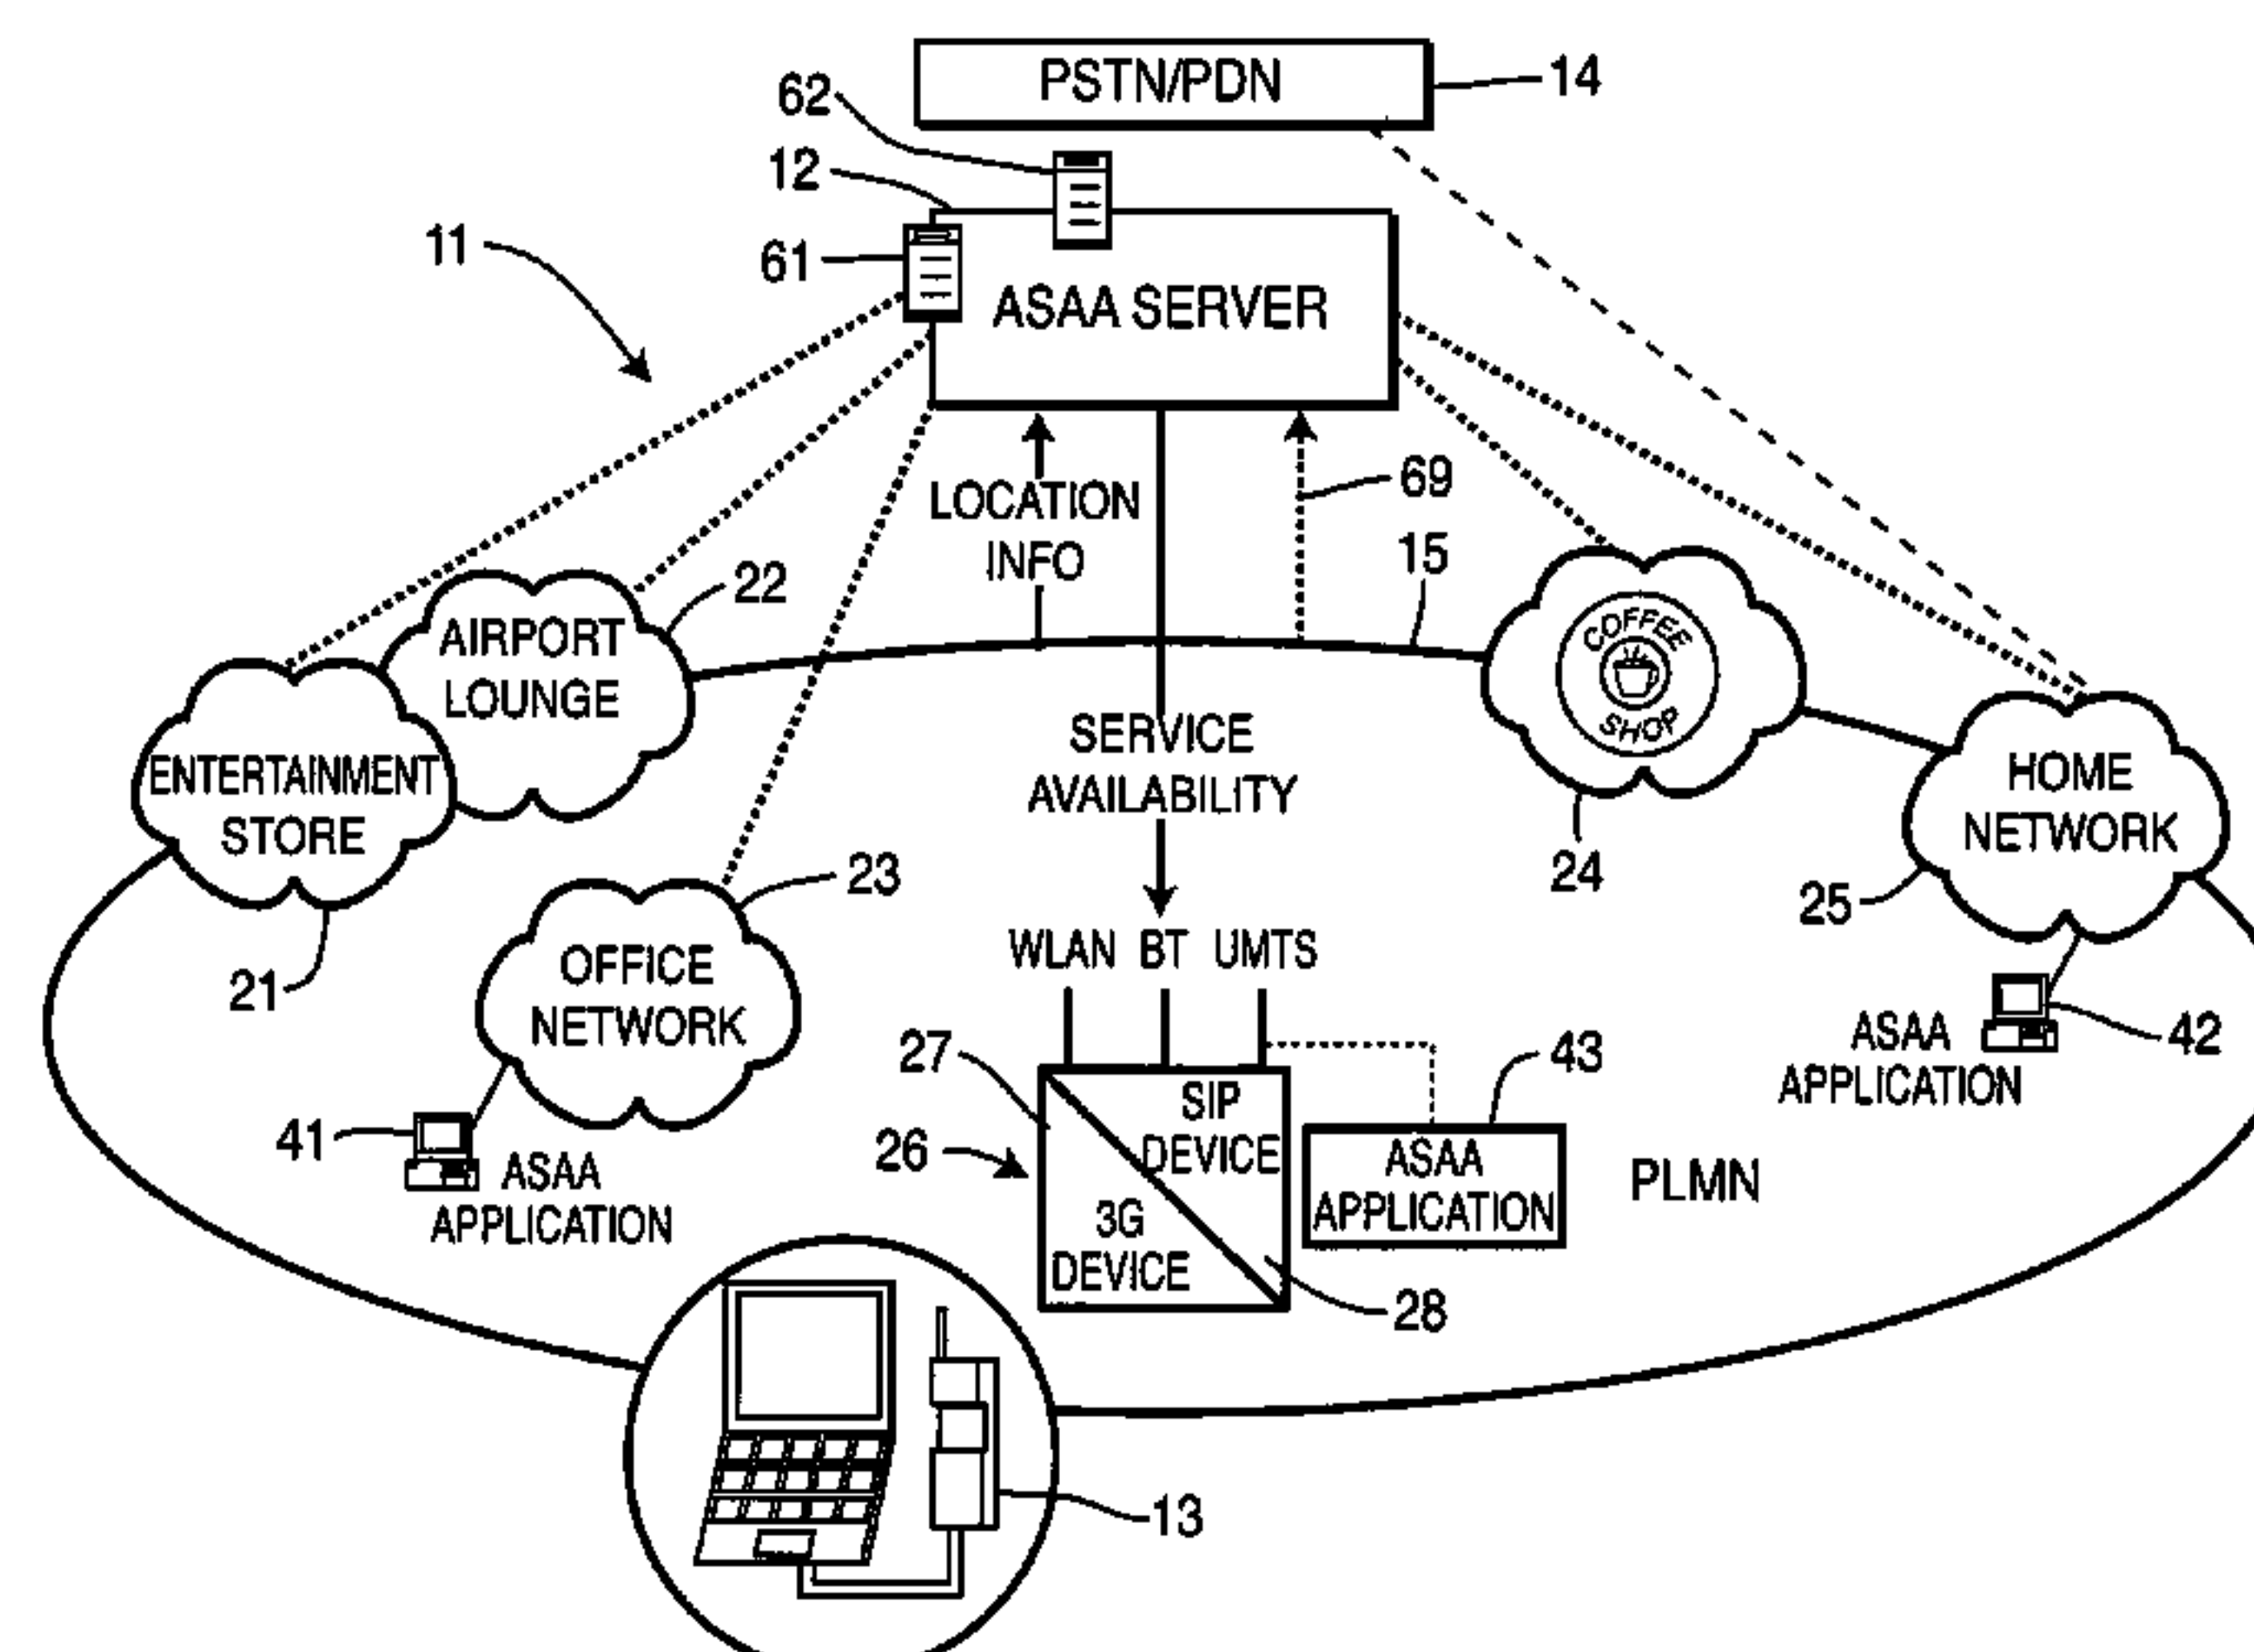 PSTN/PDN
14
62
12
11
61
ASAA SERVER
LOCATION
INFO
69
15
22
AIRPORT
LOUNGE
COFFEE
SHOP
ENTERTAINMENT
STORE
SERVICE
AVAILABILITY
HOME
NETWORK
24
23
25
21
OFFICE
NETWORK
WLAN BT UMTS
27
43
ASAA
APPLICATION
42
41
ASAA
APPLICATION
26
SIP
DEVICE
3G
DEVICE
ASAA
APPLICATION
PLMN
28
13